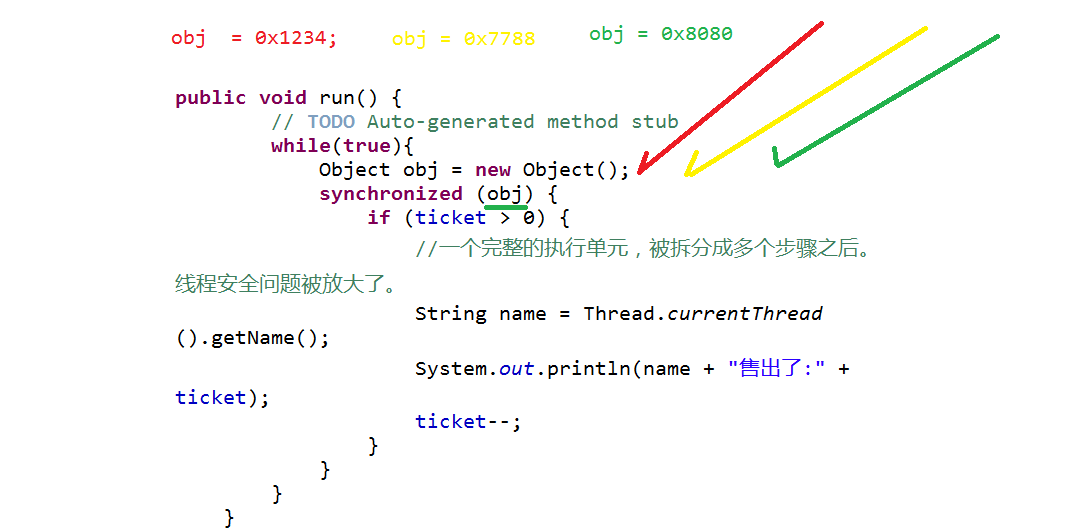 obj  = 0x1234;    obj = 0x7788    obj = 0x8080
public void run() {
        // TODO Auto-generated method stub
        while(true){
            Object obj = new Object();
            synchronized (obj) {
                if (ticket > 0) {
                    //一个完整的执行单元，被拆分成多个步骤之后。
线程安全问题被放大了。
                    String name = Thread.currentThread
().getName();
                    System.out.println(name + "售出了:" +
ticket);
                    ticket--;
                }
            }
        }
    }